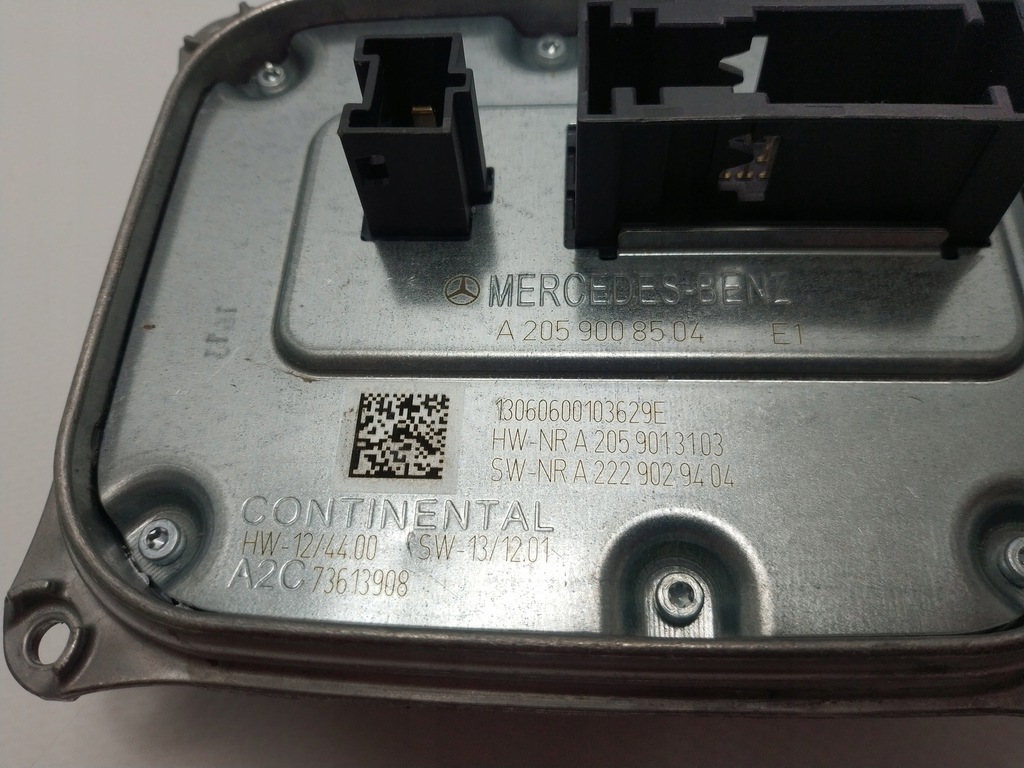 MERCEDES-BENZ
A 205 900 85 04 E1
13060600103629E
HW-NR A 205 901 31 03
SW-NR A 222 902 94 04
CONTINENTAL
HW-12/44.00 SW-13/12.01
A2C 73613908